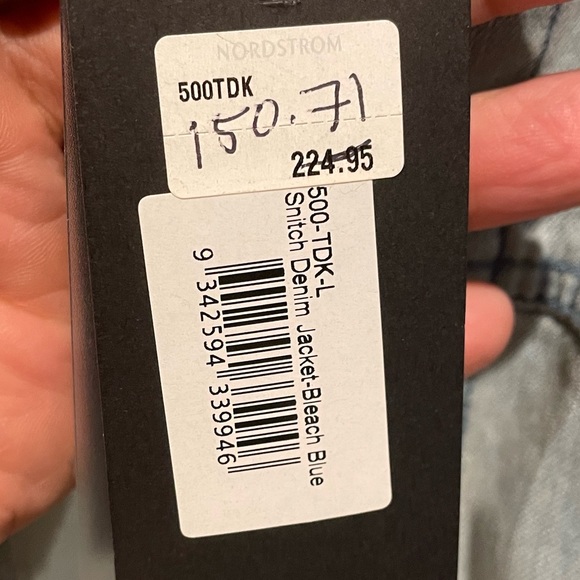 NORDSTROM
500TDK
150.71
224.95
500-TDK-L
Snitch Denim Jacket-Bleach Blue
9 342594 339946